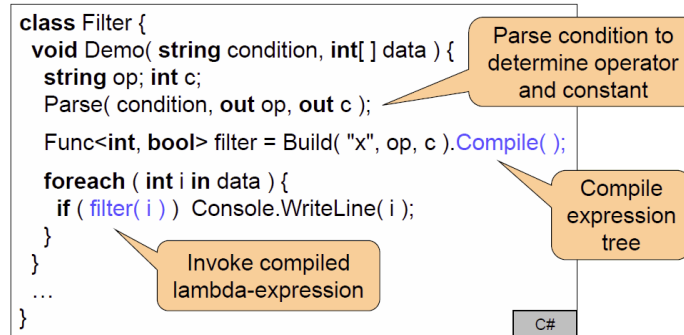 class Filter {
void Demo( string condition, int[ ] data ) {
string op; int c;
Parse( condition, out op, out c );
Func<int, bool> filter = Build( "x", op, c ).Compile( );
foreach ( int i in data ) {
if ( filter( i ) ) Console.WriteLine( i );
}
}
…
}
Parse condition to
determine operator
and constant
Compile
expression
tree
Invoke compiled
lambda-expression
C#